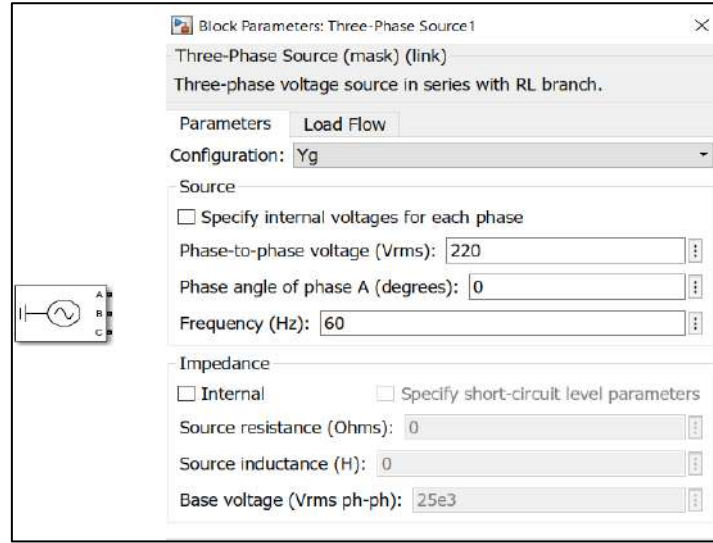 Block Parameters: Three-Phase Source1
Three-Phase Source (mask) (link)
Three-phase voltage source in series with RL branch.
Parameters Load Flow
Configuration: Yg
Source
Specify internal voltages for each phase
Phase-to-phase voltage (Vrms): 220
Phase angle of phase A (degrees): 0
Frequency (Hz): 60
A
B
C
Impedance
Internal Specify short-circuit level parameters
Source resistance (Ohms): 0
Source inductance (H): 0
Base voltage (Vrms ph-ph): 25e3